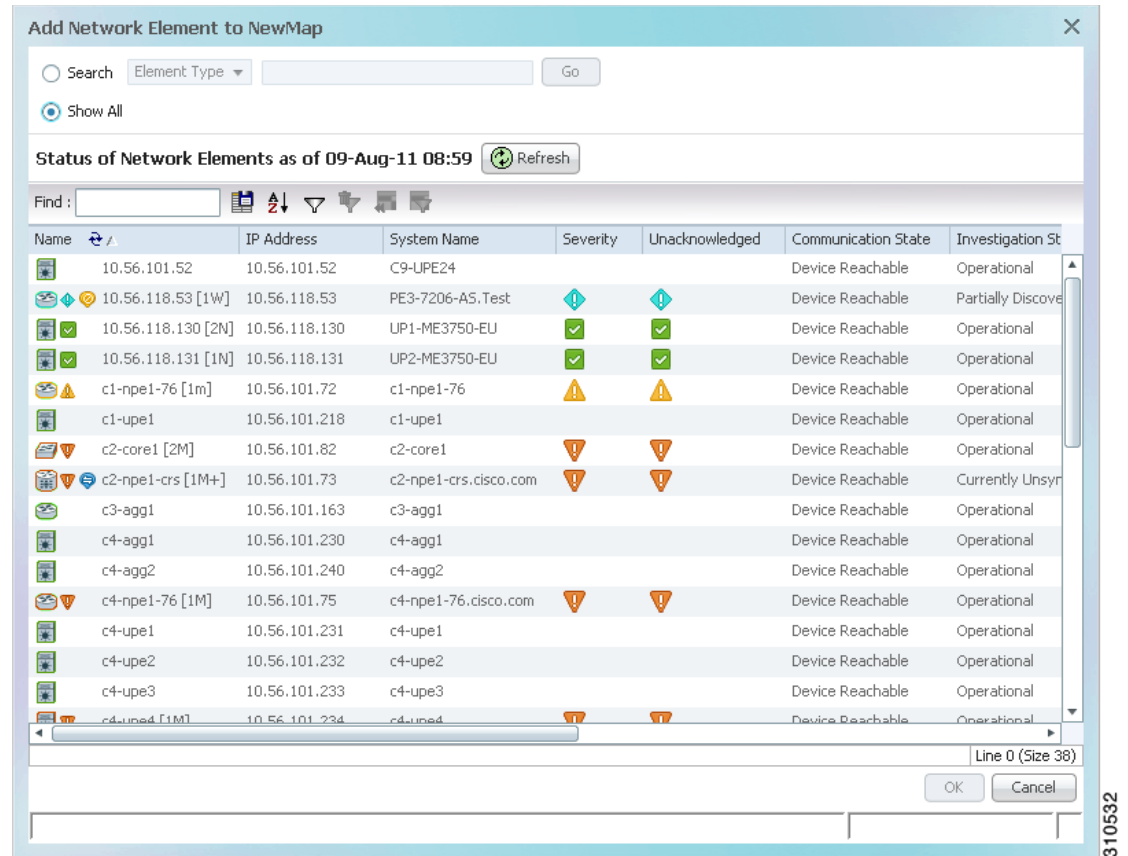 Add Network Element to NewMap
Search Element Type Go
Show All
Status of Network Elements as of 09-Aug-11 08:59 Refresh
Find :
Name IP Address System Name Severity Unacknowledged Communication State Investigation St
10.56.101.52 10.56.101.52 C9-UPE24 Device Reachable Operational
10.56.118.53 [1W] 10.56.118.53 PE3-7206-AS.Test Device Reachable Partially Discove
10.56.118.130 [2N] 10.56.118.130 UP1-ME3750-EU Device Reachable Operational
10.56.118.131 [1N] 10.56.118.131 UP2-ME3750-EU Device Reachable Operational
c1-npe1-76 [1m] 10.56.101.72 c1-npe1-76 Device Reachable Operational
c1-upe1 10.56.101.218 c1-upe1 Device Reachable Operational
c2-core1 [2M] 10.56.101.82 c2-core1 Device Reachable Operational
c2-npe1-crs [1M+] 10.56.101.73 c2-npe1-crs.cisco.com Device Reachable Currently Unsyn
c3-agg1 10.56.101.163 c3-agg1 Device Reachable Operational
c4-agg1 10.56.101.230 c4-agg1 Device Reachable Operational
c4-agg2 10.56.101.240 c4-agg2 Device Reachable Operational
c4-npe1-76 [1M] 10.56.101.75 c4-npe1-76.cisco.com Device Reachable Operational
c4-upe1 10.56.101.231 c4-upe1 Device Reachable Operational
c4-upe2 10.56.101.232 c4-upe2 Device Reachable Operational
c4-upe3 10.56.101.233 c4-upe3 Device Reachable Operational
c4-upe4 [1M] 10.56.101.234 c4-upe4 Device Reachable Operational
Line 0 (Size 38)
OK Cancel
310532